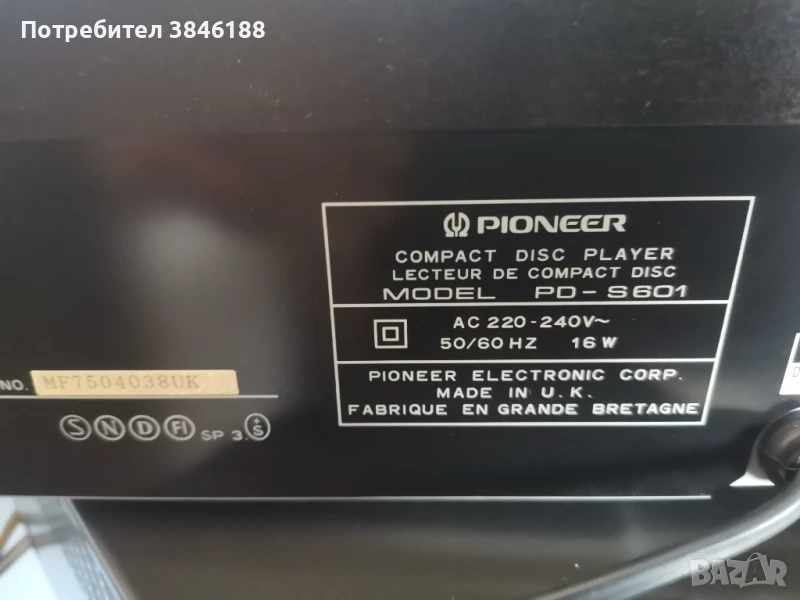 Потребител 3846188
PIONEER
COMPACT DISC PLAYER
LECTEUR DE COMPACT DISC
MODEL PD-S601
AC 220-240V~
50/60 HZ 16 W
PIONEER ELECTRONIC CORP.
MADE IN U.K.
FABRIQUE EN GRANDE BRETAGNE
NO. MF7504038UK
S N D FI SP 3. +S
BAZAR